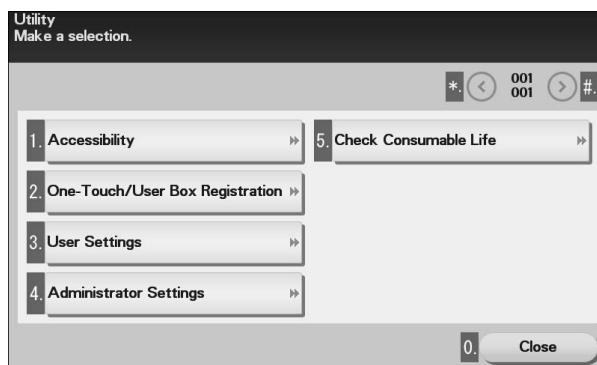 Utility
Make a selection.
*. 001 #.
001
1. Accessibility
5. Check Consumable Life
2. One-Touch/User Box Registration
3. User Settings
4. Administrator Settings
0. Close